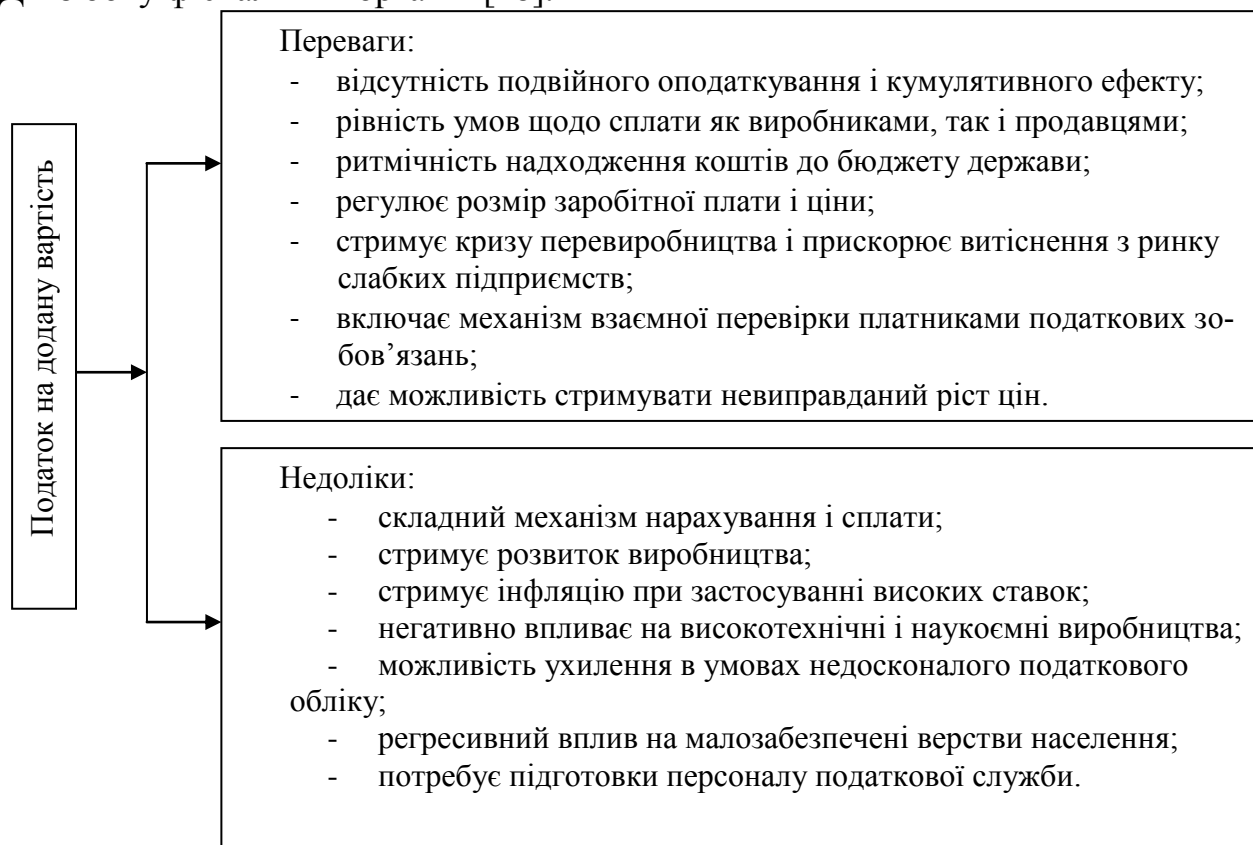 Переваги:
- відсутність подвійного оподаткування і кумулятивного ефекту;
- рівність умов щодо сплати як виробниками, так і продавцями;
- ритмічність надходження коштів до бюджету держави;
- регулює розмір заробітної плати і ціни;
- стримує кризу перевиробництва і прискорює витіснення з ринку
слабких підприємств;
- включає механізм взаємної перевірки платниками податкових зо-
бов’язань;
- дає можливість стримувати невиправданий ріст цін.
Податок на додану вартість
Недоліки:
- складний механізм нарахування і сплати;
- стримує розвиток виробництва;
- стримує інфляцію при застосуванні високих ставок;
- негативно впливає на високотехнічні і наукоємні виробництва;
- можливість ухилення в умовах недосконалого податкового
обліку;
- регресивний вплив на малозабезпечені верстви населення;
- потребує підготовки персоналу податкової служби.